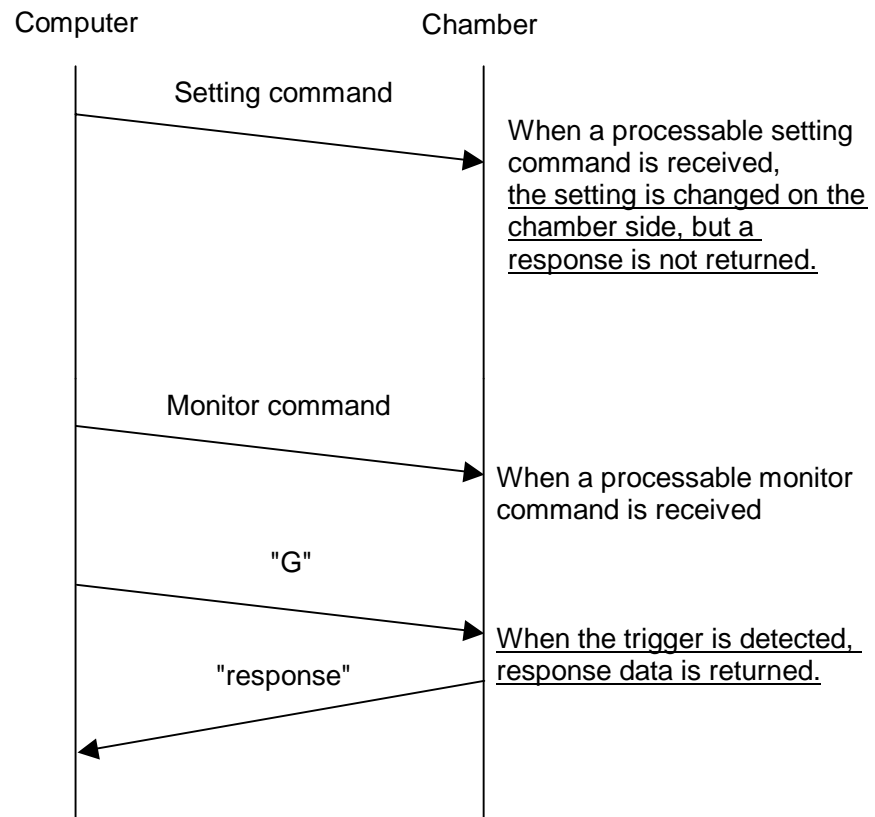 Computer
Chamber
Setting command
When a processable setting
command is received,
the setting is changed on the
chamber side, but a
response is not returned.
Monitor command
When a processable monitor
command is received
"G"
When the trigger is detected,
response data is returned.
"response"